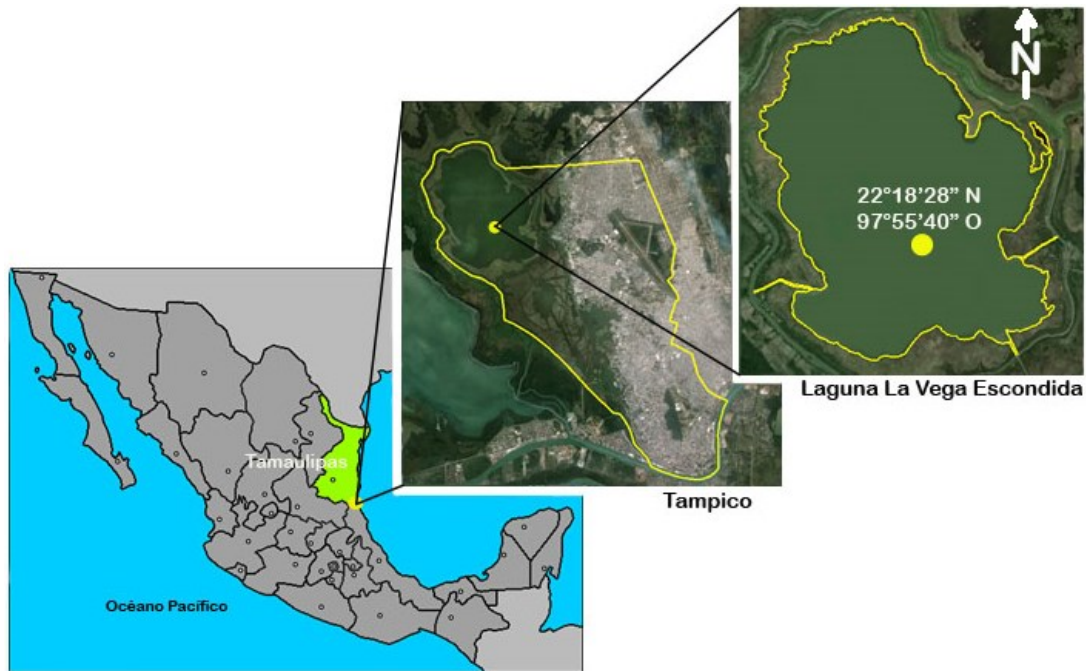 N
22°18'28” N
97°55'40” O
Laguna La Vega Escondida
Tampico
Tamaulipas
Océano Pacífico